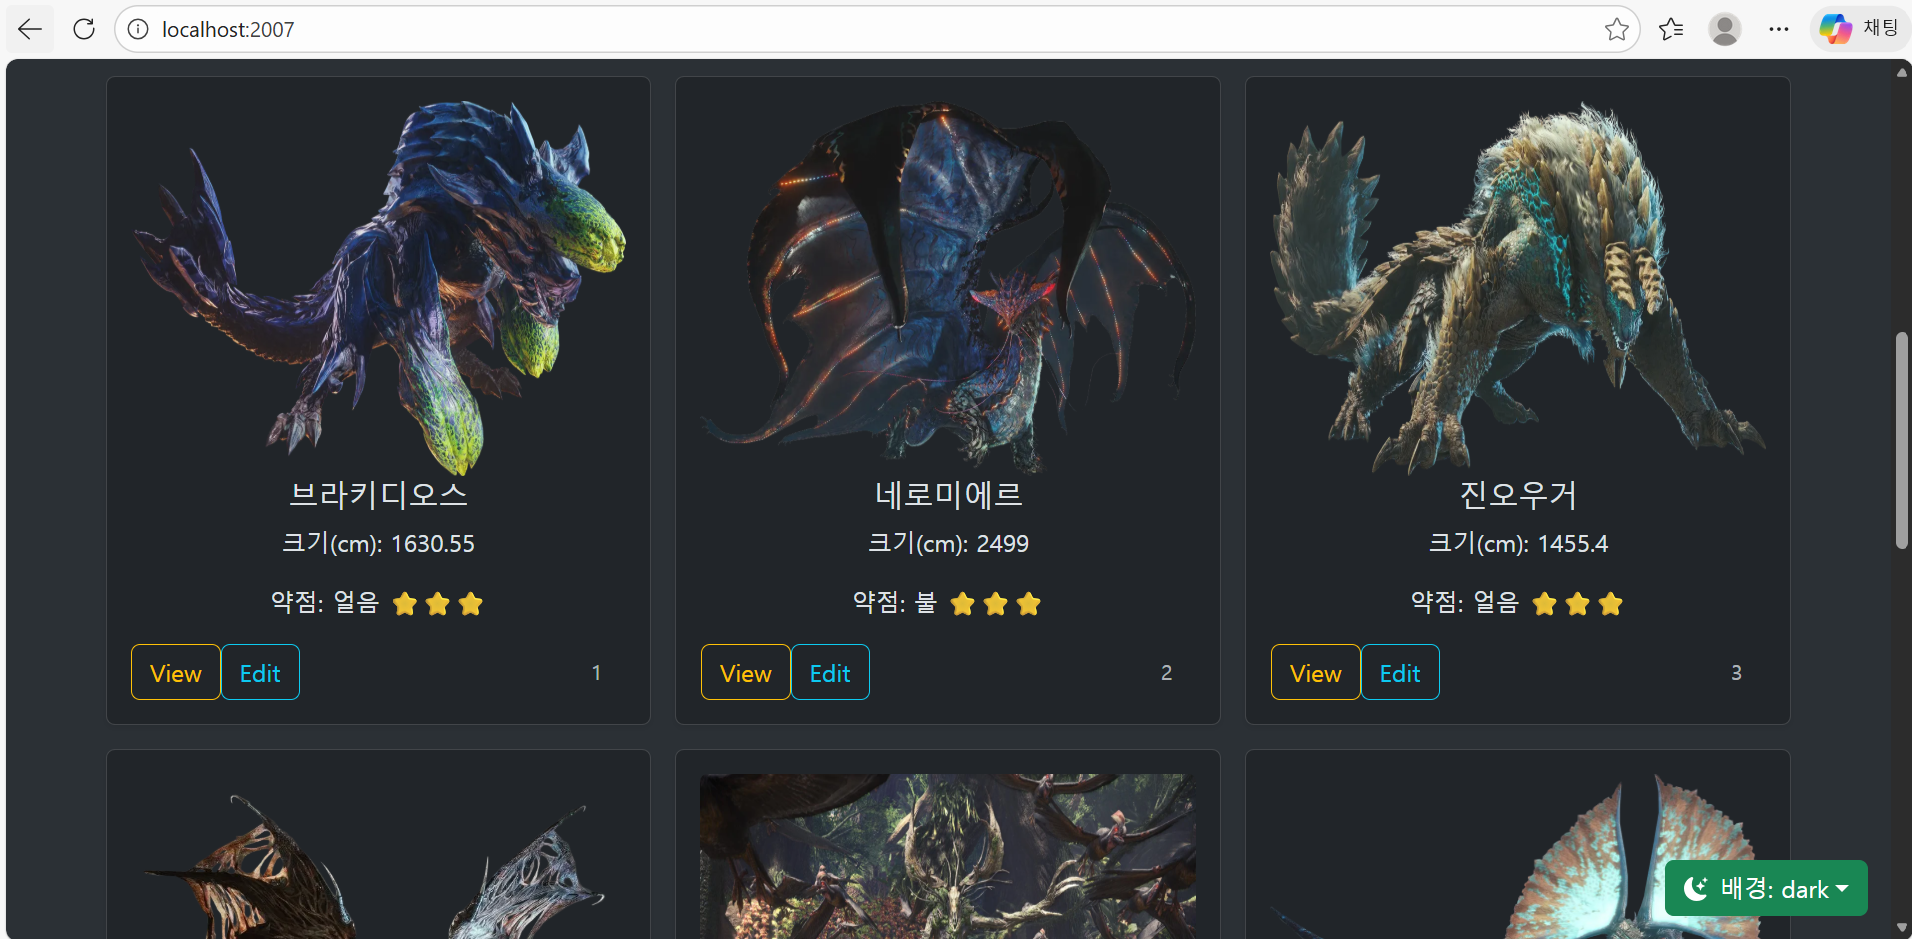 localhost:2007
채팅
브라키디오스
크기(cm): 1630.55
약점: 얼음 ⭐⭐⭐
View Edit 1
네로미에르
크기(cm): 2499
약점: 불 ⭐⭐⭐
View Edit 2
진오우거
크기(cm): 1455.4
약점: 얼음 ⭐⭐⭐
View Edit 3
배경: dark